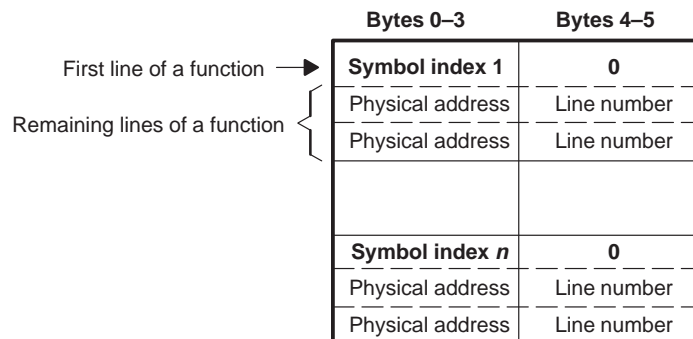 Bytes 0–3 Bytes 4–5
First line of a function Symbol index 1 0
Physical address Line number
Remaining lines of a function
Physical address Line number
Symbol index n 0
Physical address Line number
Physical address Line number